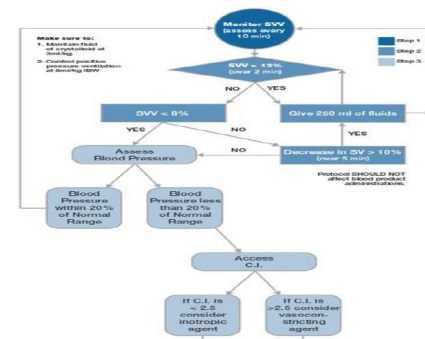 Make sure to:
1. Maintain fluid
of crystalloid at
3ml/kg
2. Control positive
pressure ventilation
at 8ml/kg IBW
Monitor SVV
(assess every
10 min)
Step 1
Step 2
Step 3
(over 2 min)
NO
YES
SVV < 8%
Give 250 ml of fluids
YES
NO
YES
Assess
Blood Pressure
NO
Decrease in SV > 10%
(over 5 min)
Protocol SHOULD NOT
affect blood product
administrations.
Blood
Pressure
within 20%
of Normal
Range
Blood
Pressure less
than 20%
of Normal
Range
Access
C.I.
If C.I. is
< 2.5
consider
inotropic
agent
If C.I. is
>2.5 consider
vasocon-
stricting
agent